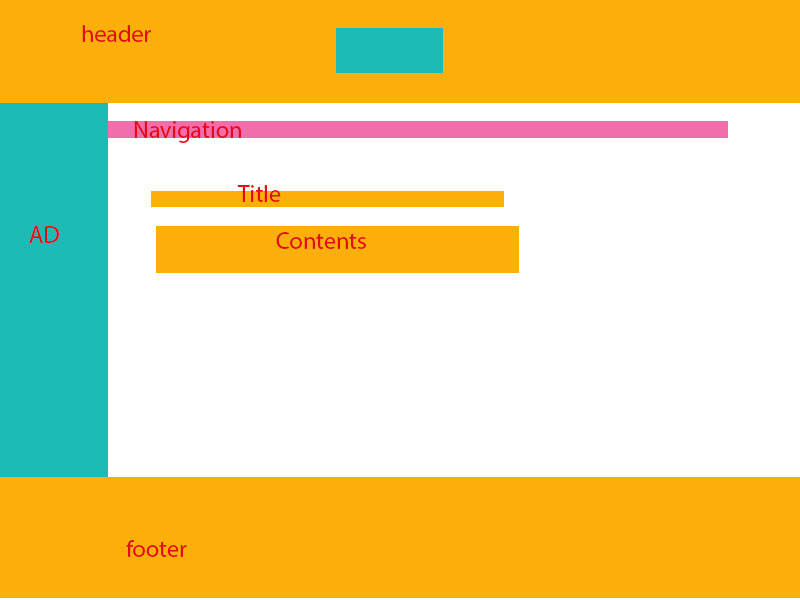 header
Navigation
Title
AD
Contents
footer